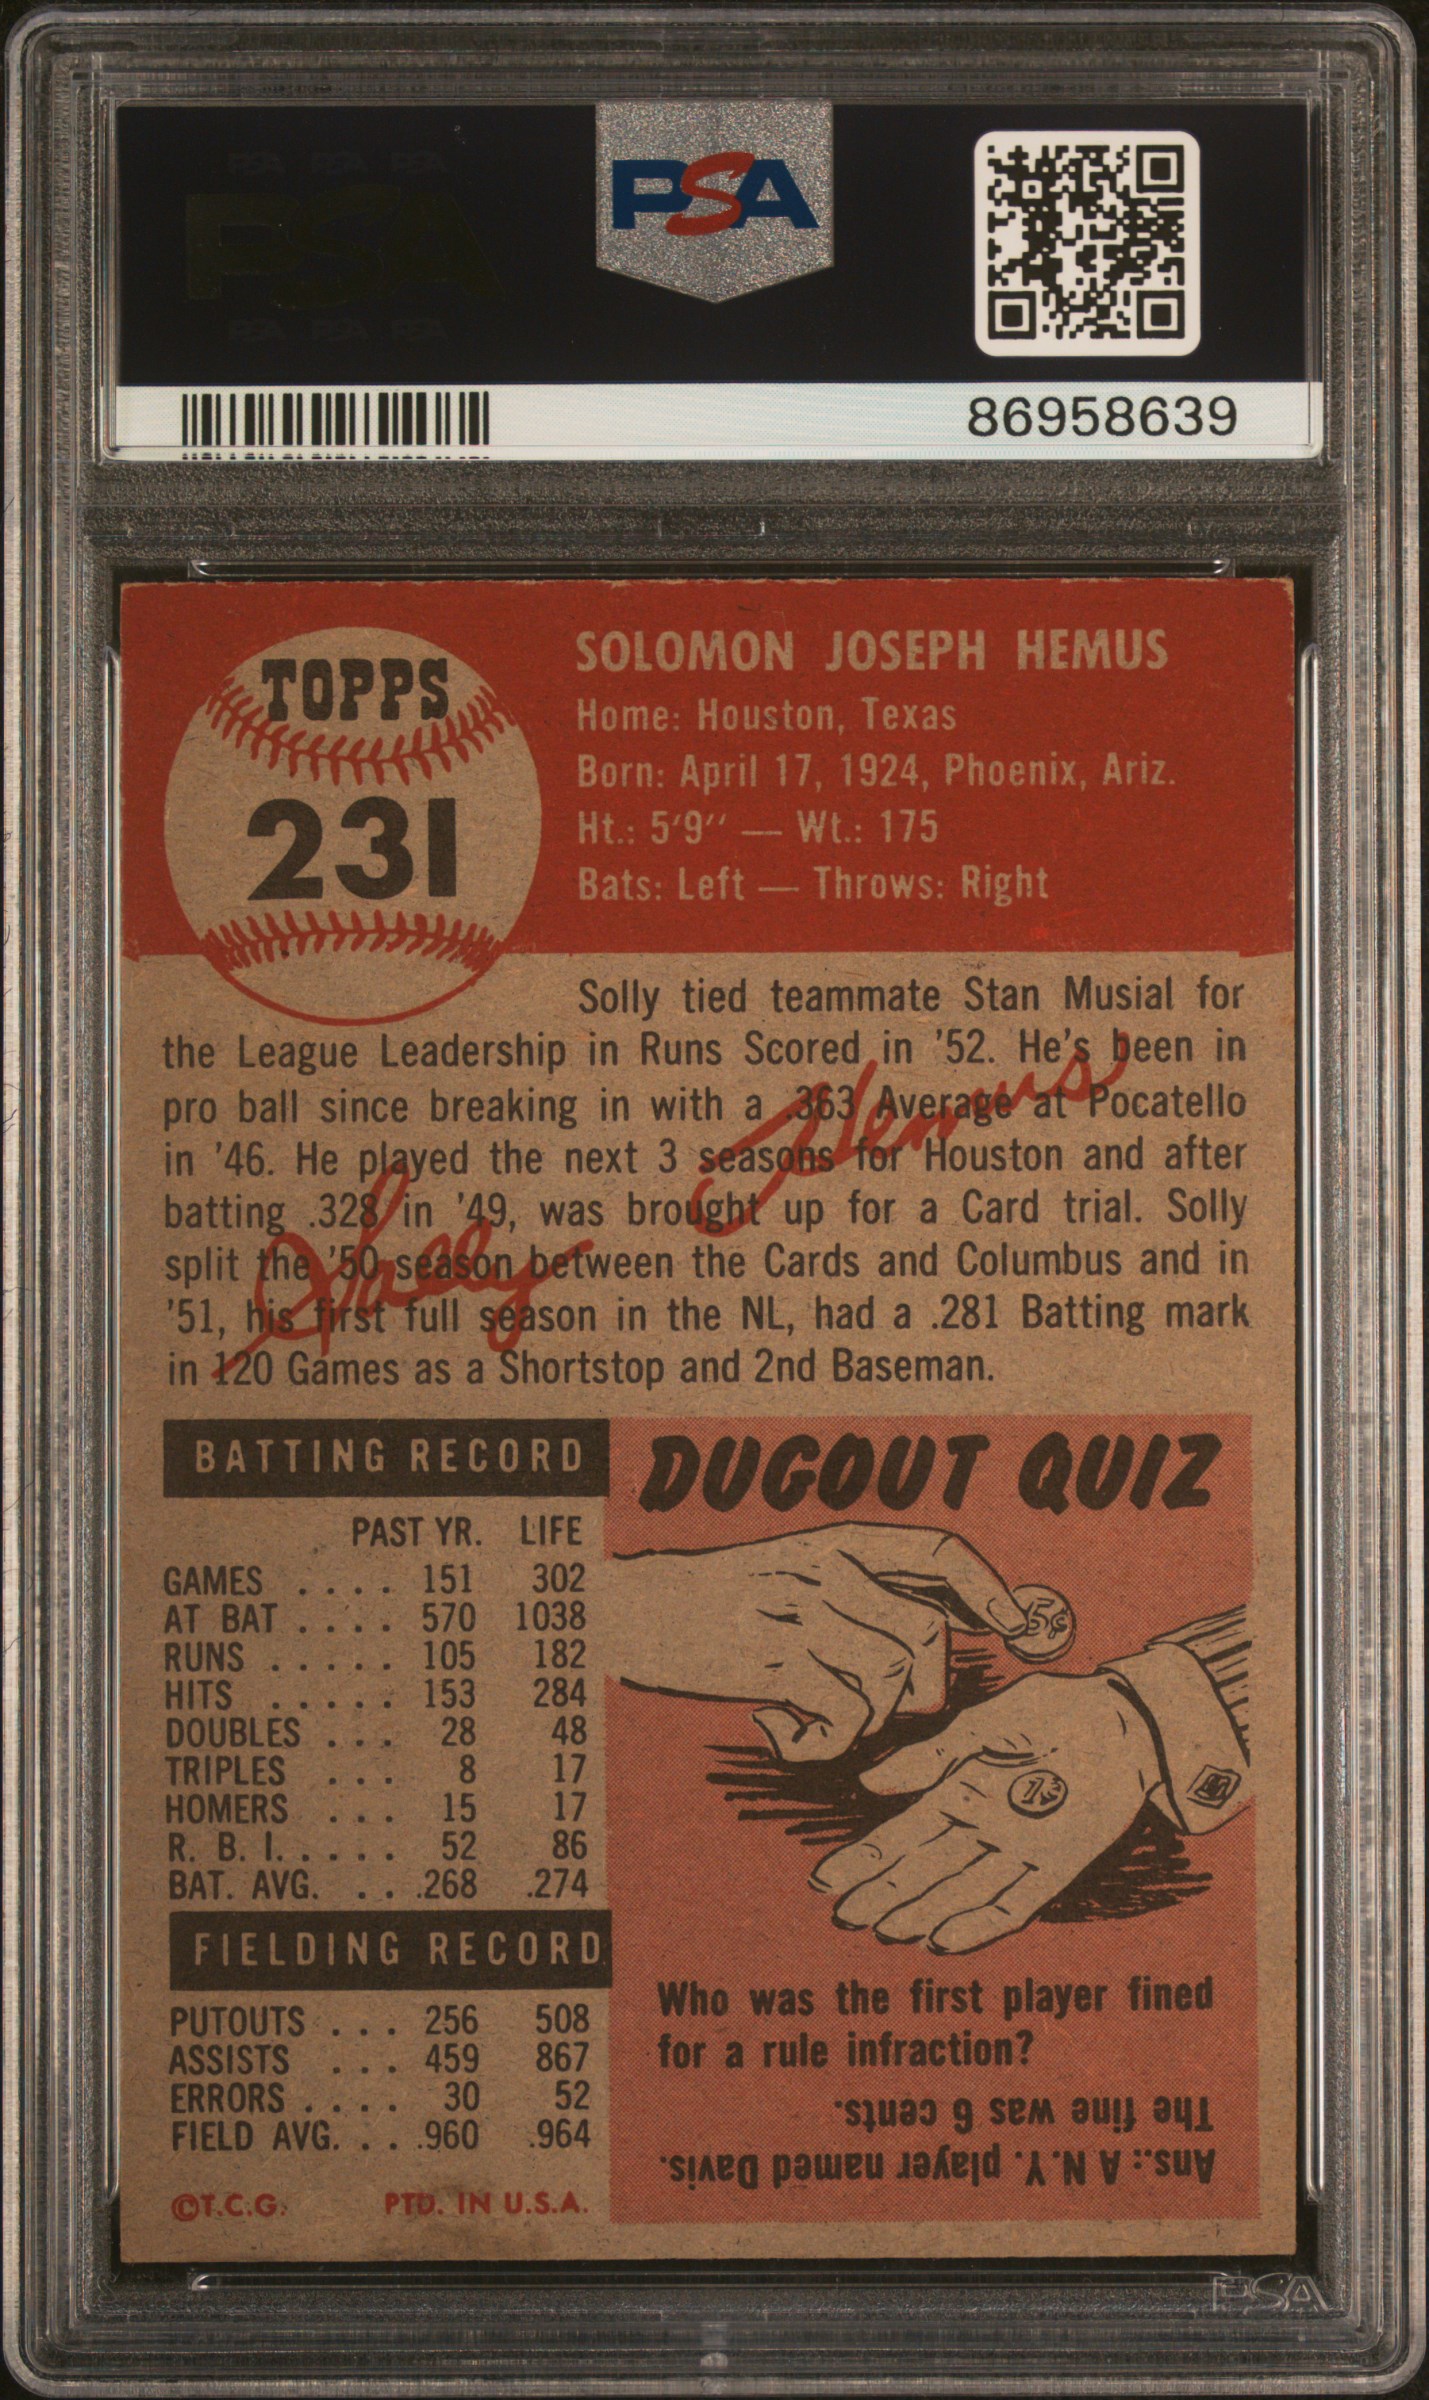 PSA
86958639
TOPPS
231
SOLOMON JOSEPH HEMUS
Home: Houston, Texas
Born: April 17, 1924, Phoenix, Ariz.
Ht.: 5'9'' — Wt.: 175
Bats: Left — Throws: Right
Solly tied teammate Stan Musial for
the League Leadership in Runs Scored in '52. He's been in
pro ball since breaking in with a .363 Average at Pocatello
in '46. He played the next 3 seasons for Houston and after
batting .328 in '49, was brought up for a Card trial. Solly
split the '50 season between the Cards and Columbus and in
'51, his first full season in the NL, had a .281 Batting mark
in 120 Games as a Shortstop and 2nd Baseman.
Solly Hemus
BATTING RECORD
PAST YR. LIFE
GAMES .... 151 302
AT BAT .... 570 1038
RUNS ..... 105 182
HITS ..... 153 284
DOUBLES ... 28 48
TRIPLES ... 8 17
HOMERS ... 15 17
R. B. I. .... 52 86
BAT. AVG. .. .268 .274
FIELDING RECORD
PUTOUTS ... 256 508
ASSISTS ... 459 867
ERRORS .... 30 52
FIELD AVG. .. .960 .964
©T.C.G. PTD. IN U.S.A.
DUGOUT QUIZ
5¢
1¢
Who was the first player fined
for a rule infraction?
Ans.: A N.Y. player named Davis.
The fine was 6 cents.
PSA